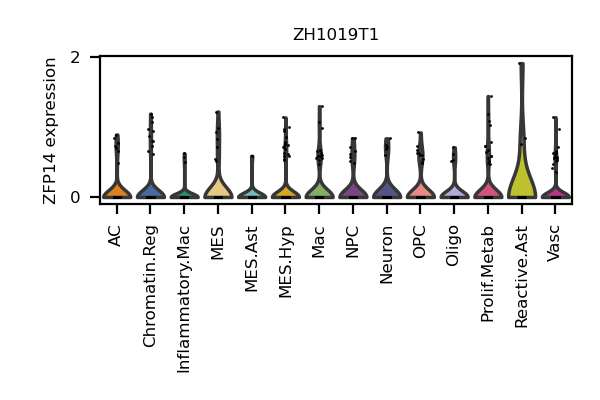 ZH1019T1
ZFP14 expression
2
0
AC
Chromatin.Reg
Inflammatory.Mac
MES
MES.Ast
MES.Hyp
Mac
NPC
Neuron
OPC
Oligo
Prolif.Metab
Reactive.Ast
Vasc